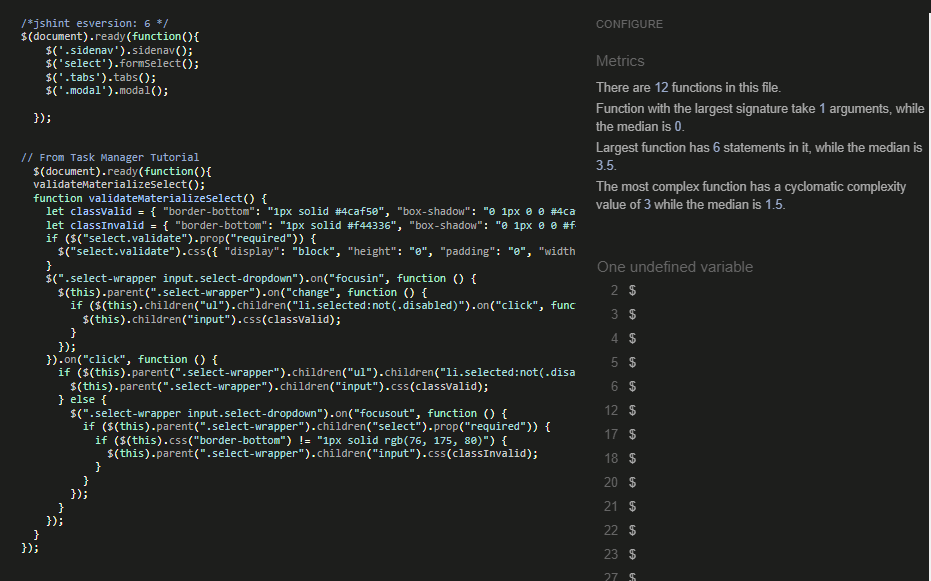 /*jshint esversion: 6 */
$(document).ready(function(){
$('.sidenav').sidenav();
$('select').formSelect();
$('.tabs').tabs();
$('.modal').modal();
});
// From Task Manager Tutorial
$(document).ready(function(){
validateMaterializeSelect();
function validateMaterializeSelect() {
let classValid = { "border-bottom": "1px solid #4caf50", "box-shadow": "0 1px 0 0 #4ca
let classInvalid = { "border-bottom": "1px solid #f44336", "box-shadow": "0 1px 0 0 #f
if ($("select.validate").prop("required")) {
$("select.validate").css({ "display": "block", "height": "0", "padding": "0", "width
}
$(".select-wrapper input.select-dropdown").on("focusin", function () {
$(this).parent(".select-wrapper").on("change", function () {
if ($(this).children("ul").children("li.selected:not(.disabled)").on("click", func
$(this).children("input").css(classValid);
}
});
}).on("click", function () {
if ($(this).parent(".select-wrapper").children("ul").children("li.selected:not(.disa
$(this).parent(".select-wrapper").children("input").css(classValid);
} else {
$(".select-wrapper input.select-dropdown").on("focusout", function () {
if ($(this).parent(".select-wrapper").children("select").prop("required")) {
if ($(this).css("border-bottom") != "1px solid rgb(76, 175, 80)") {
$(this).parent(".select-wrapper").children("input").css(classInvalid);
}
}
});
}
});
}
});
CONFIGURE
Metrics
There are 12 functions in this file.
Function with the largest signature take 1 arguments, while
the median is 0.
Largest function has 6 statements in it, while the median is
3.5.
The most complex function has a cyclomatic complexity
value of 3 while the median is 1.5.
One undefined variable
2 $
3 $
4 $
5 $
6 $
12 $
17 $
18 $
20 $
21 $
22 $
23 $
27 $